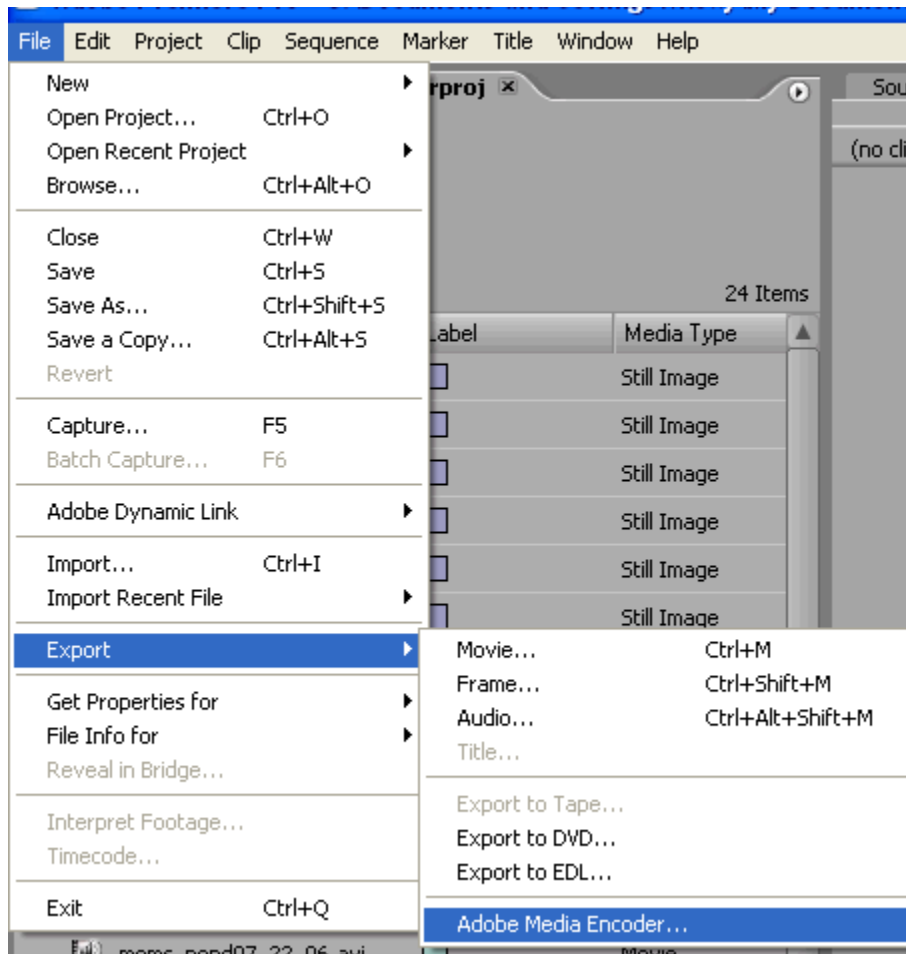 File Edit Project Clip Sequence Marker Title Window Help
New
Open Project... Ctrl+O
Open Recent Project
Browse... Ctrl+Alt+O
Close Ctrl+W
Save Ctrl+S
Save As... Ctrl+Shift+S
Save a Copy... Ctrl+Alt+S
Revert
Capture... F5
Batch Capture... F6
Adobe Dynamic Link
Import... Ctrl+I
Import Recent File
Export
Get Properties for
File Info for
Reveal in Bridge...
Interpret Footage...
Timecode...
Exit Ctrl+Q
rproj
Sou
(no cli
24 Items
Label Media Type
Still Image
Still Image
Still Image
Still Image
Still Image
Still Image
Movie... Ctrl+M
Frame... Ctrl+Shift+M
Audio... Ctrl+Alt+Shift+M
Title...
Export to Tape...
Export to DVD...
Export to EDL...
Adobe Media Encoder...
Movie